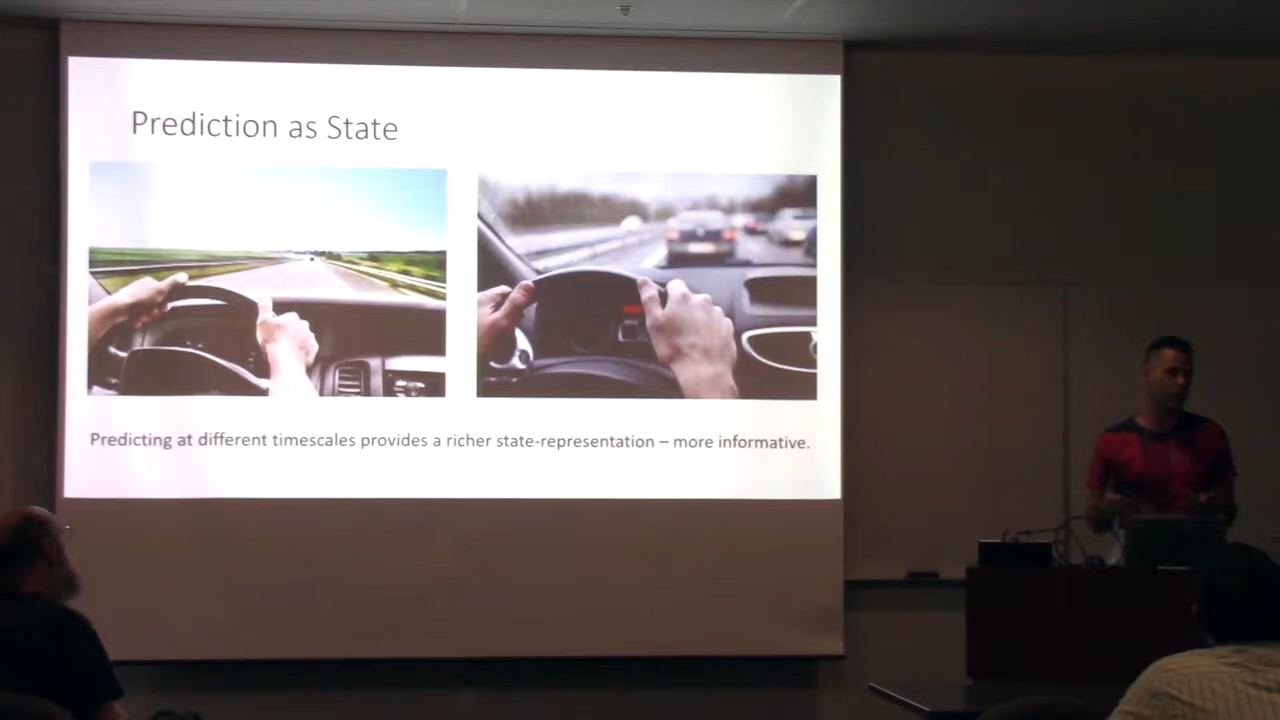 Prediction as State
Predicting at different timescales provides a richer state-representation – more informative.